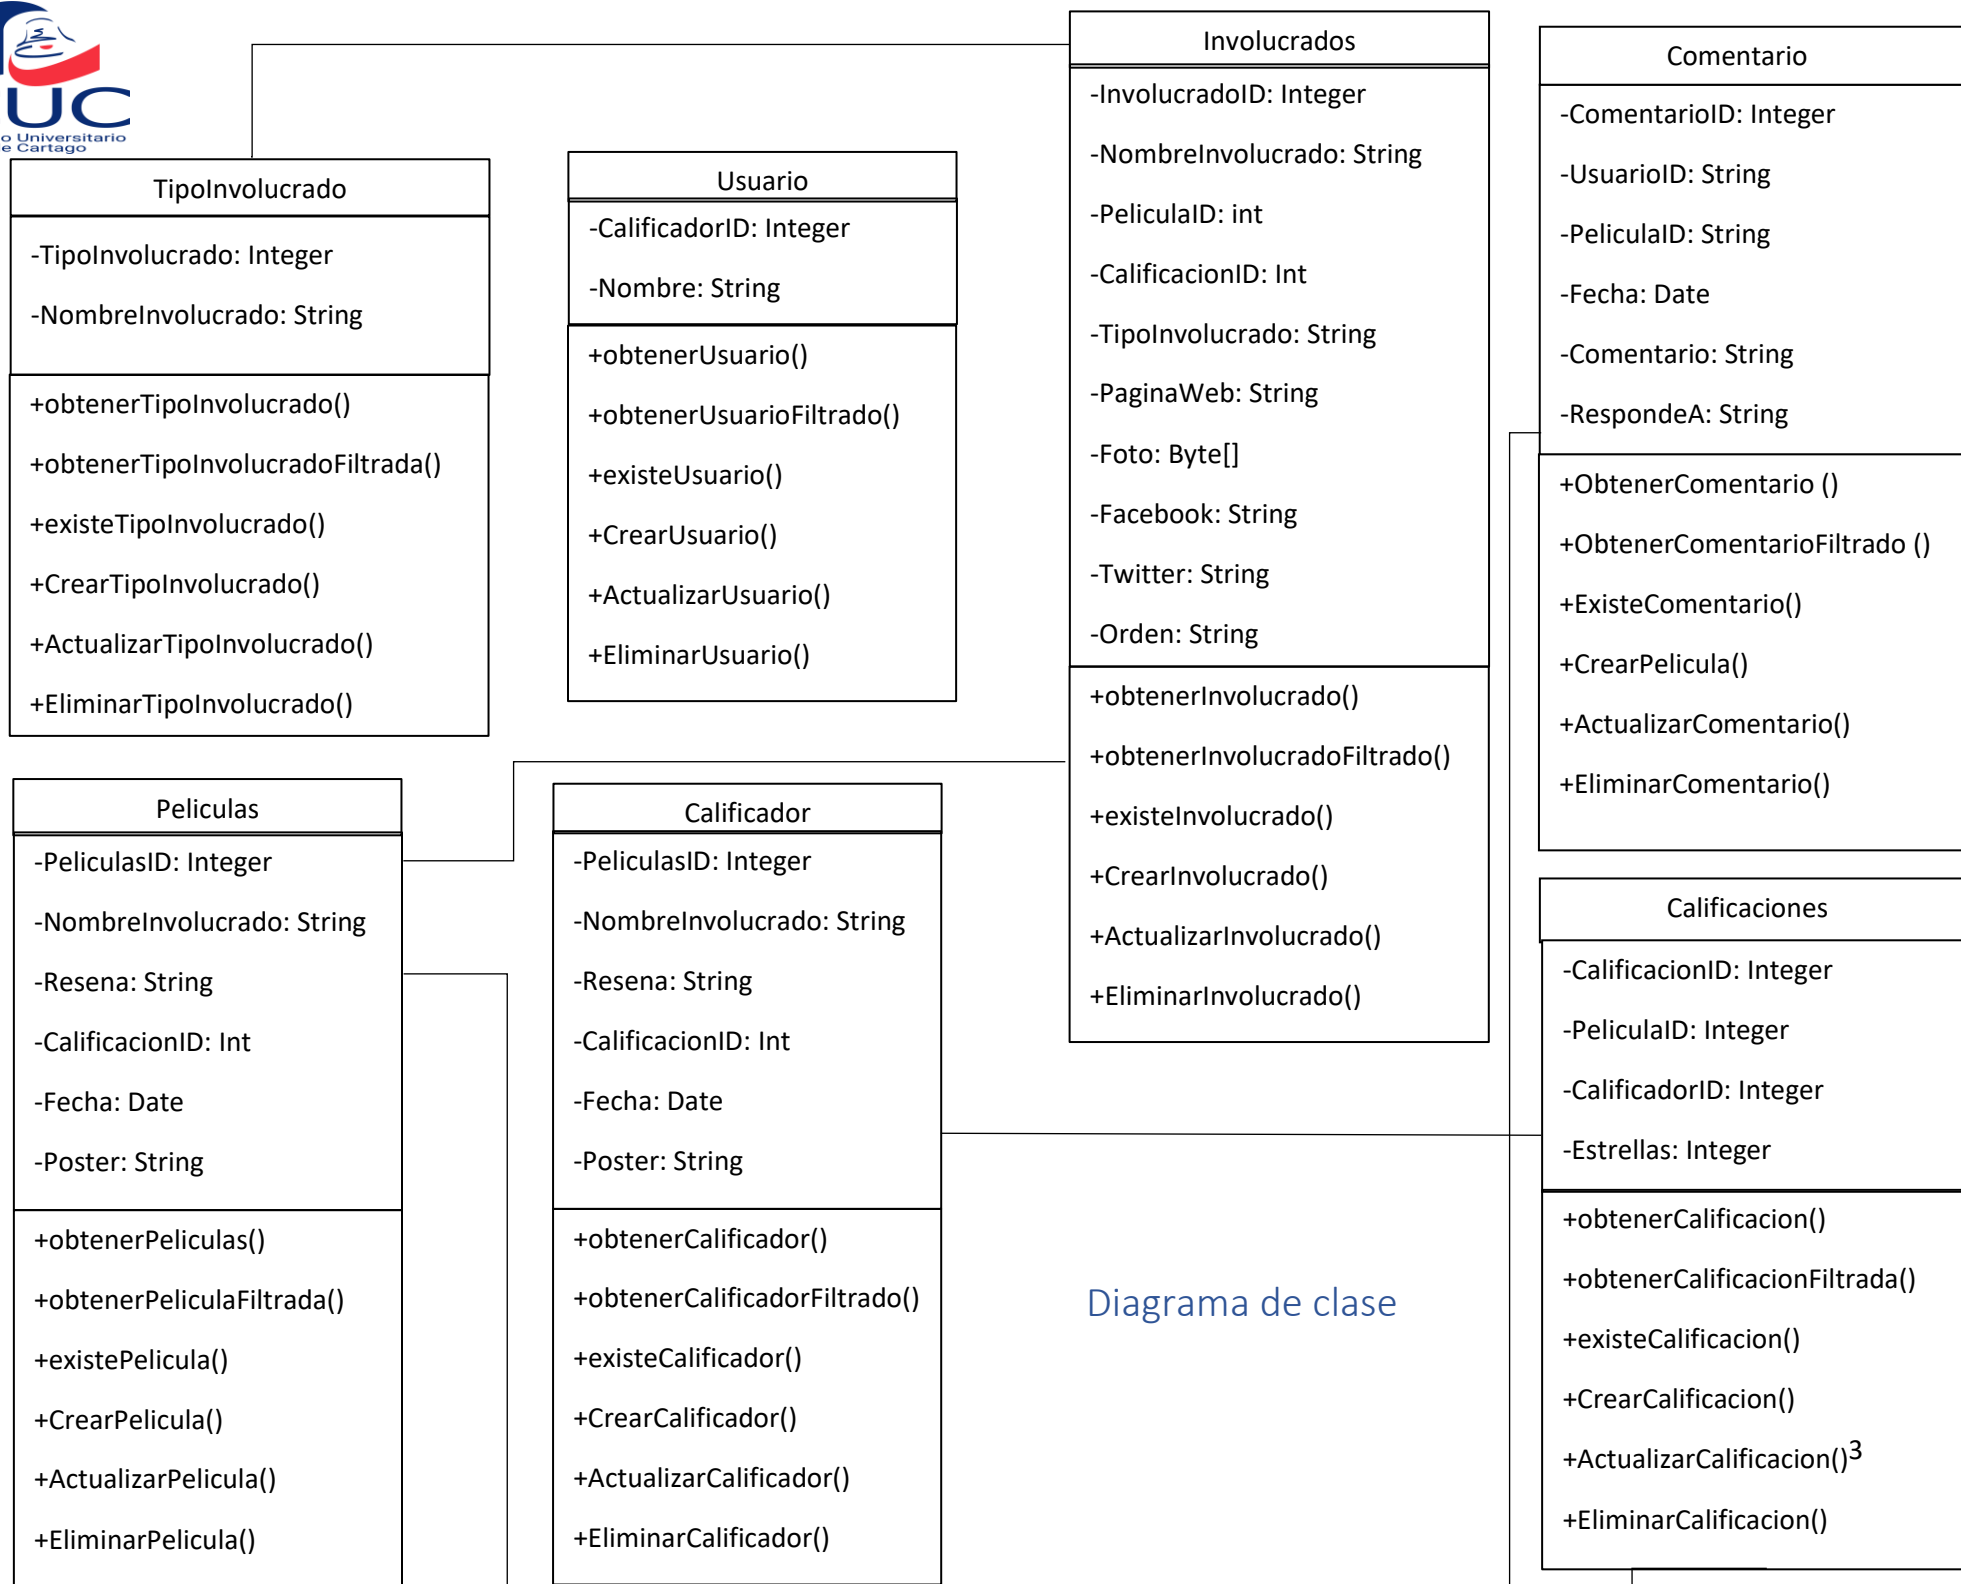 UC
o Universitario
e Cartago
TipoInvolucrado
-TipoInvolucrado: Integer
-NombreInvolucrado: String
+obtenerTipoInvolucrado()
+obtenerTipoInvolucradoFiltrada()
+existeTipoInvolucrado()
+CrearTipoInvolucrado()
+ActualizarTipoInvolucrado()
+EliminarTipoInvolucrado()
Usuario
-CalificadorID: Integer
-Nombre: String
+obtenerUsuario()
+obtenerUsuarioFiltrado()
+existeUsuario()
+CrearUsuario()
+ActualizarUsuario()
+EliminarUsuario()
Involucrados
-InvolucradoID: Integer
-NombreInvolucrado: String
-PeliculaID: int
-CalificacionID: Int
-TipoInvolucrado: String
-PaginaWeb: String
-Foto: Byte[]
-Facebook: String
-Twitter: String
-Orden: String
+obtenerInvolucrado()
+obtenerInvolucradoFiltrado()
+existeInvolucrado()
+CrearInvolucrado()
+ActualizarInvolucrado()
+EliminarInvolucrado()
Comentario
-ComentarioID: Integer
-UsuarioID: String
-PeliculaID: String
-Fecha: Date
-Comentario: String
-RespondeA: String
+ObtenerComentario ()
+ObtenerComentarioFiltrado ()
+ExisteComentario()
+CrearPelicula()
+ActualizarComentario()
+EliminarComentario()
Peliculas
-PeliculasID: Integer
-NombreInvolucrado: String
-Resena: String
-CalificacionID: Int
-Fecha: Date
-Poster: String
+obtenerPeliculas()
+obtenerPeliculaFiltrada()
+existePelicula()
+CrearPelicula()
+ActualizarPelicula()
+EliminarPelicula()
Calificador
-PeliculasID: Integer
-NombreInvolucrado: String
-Resena: String
-CalificacionID: Int
-Fecha: Date
-Poster: String
+obtenerCalificador()
+obtenerCalificadorFiltrado()
+existeCalificador()
+CrearCalificador()
+ActualizarCalificador()
+EliminarCalificador()
Diagrama de clase
Calificaciones
-CalificacionID: Integer
-PeliculaID: Integer
-CalificadorID: Integer
-Estrellas: Integer
+obtenerCalificacion()
+obtenerCalificacionFiltrada()
+existeCalificacion()
+CrearCalificacion()
+ActualizarCalificacion()3
+EliminarCalificacion()